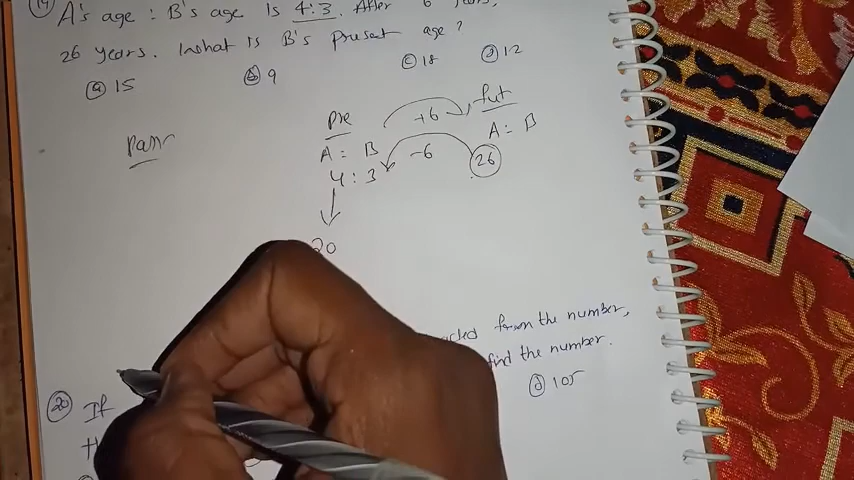 (19) A's age : B's age is 4:3. After 6 years,
26 years. What is B's present age?
(a) 15 (b) 9 (c) 18 (d) 12
Pre +6 fut
A : B -6 A : B
4 : 3 26
20
from the number,
find the number.
(20) If (d) 105